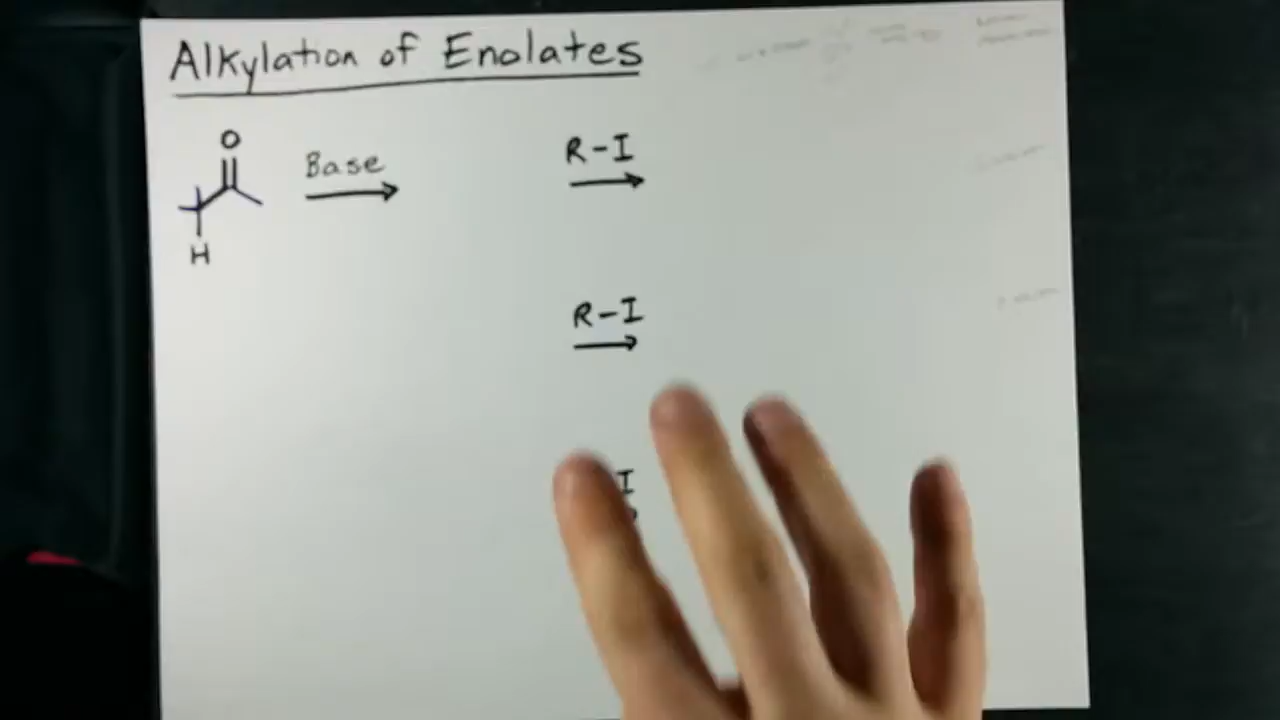 Alkylation of Enolates
O
Base
H
R-I
R-I
I